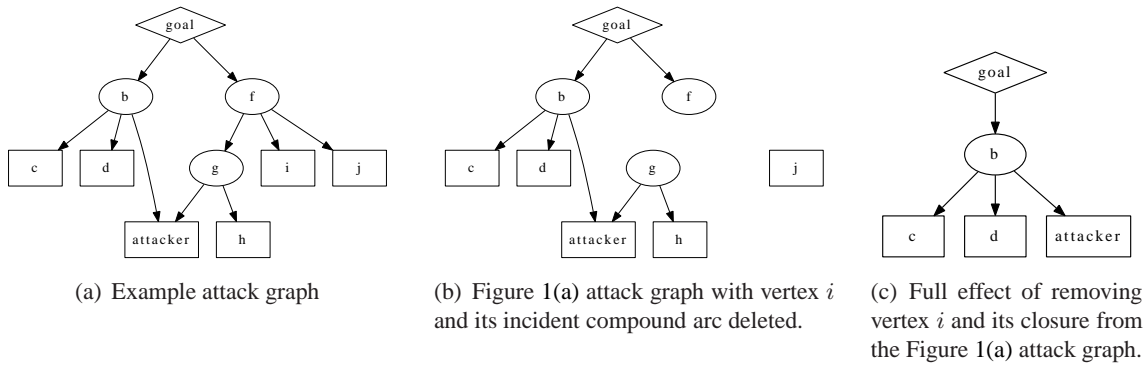 goal
b
f
c
d
g
i
j
attacker
h
(a) Example attack graph
goal
b
f
c
d
g
j
attacker
h
(b) Figure 1(a) attack graph with vertex i
and its incident compound arc deleted.
goal
b
c
d
attacker
(c) Full effect of removing
vertex i and its closure from
the Figure 1(a) attack graph.